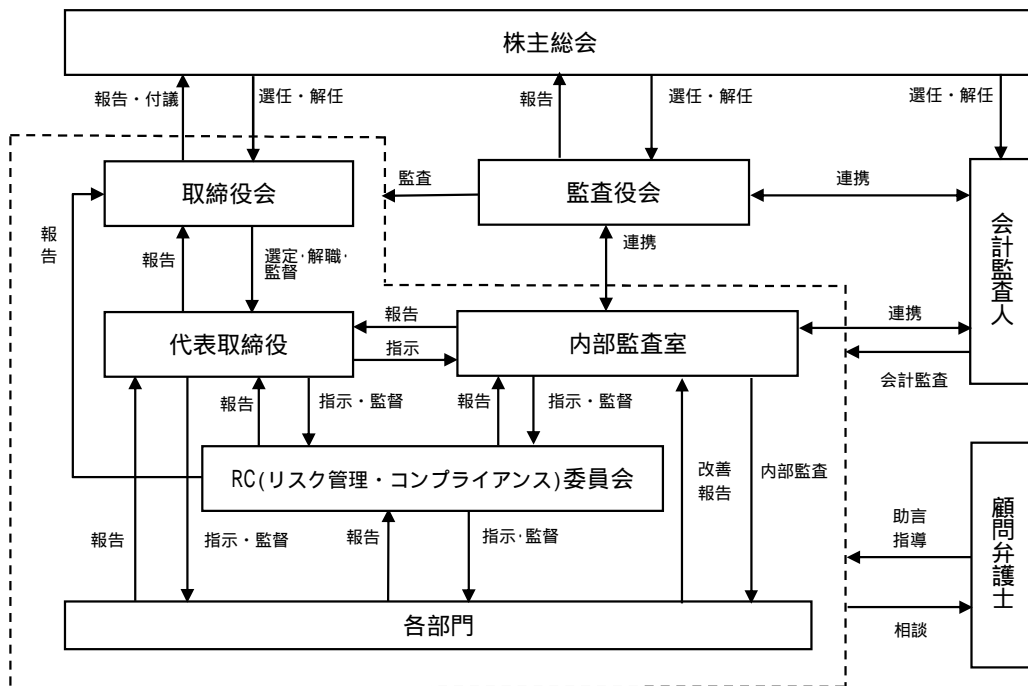 株主総会
報告・付議
選任・解任
報告
選任・解任
選任・解任
取締役会
監査
監査役会
連携
会計監査人
報告
報告
選定・解職・
監督
連携
代表取締役
報告
指示
内部監査室
連携
会計監査
報告
指示・監督
報告
指示・監督
RC(リスク管理・コンプライアンス)委員会
改善
報告
内部監査
顧問弁護士
報告
指示・監督
報告
指示・監督
助言
指導
各部門
相談